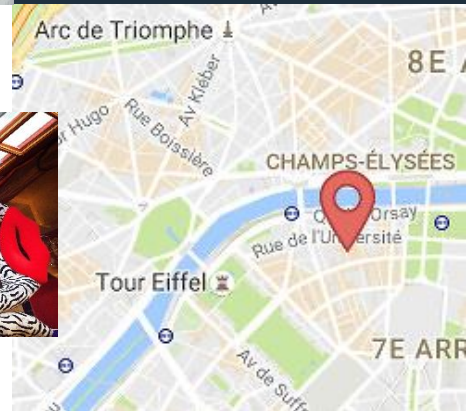 Arc de Triomphe
8E
Av Kléber
Hugo
Rue Boissière
CHAMPS-ÉLYSÉES
Orsay
Rue de l'Université
Tour Eiffel
7E ARR
Av de Suff